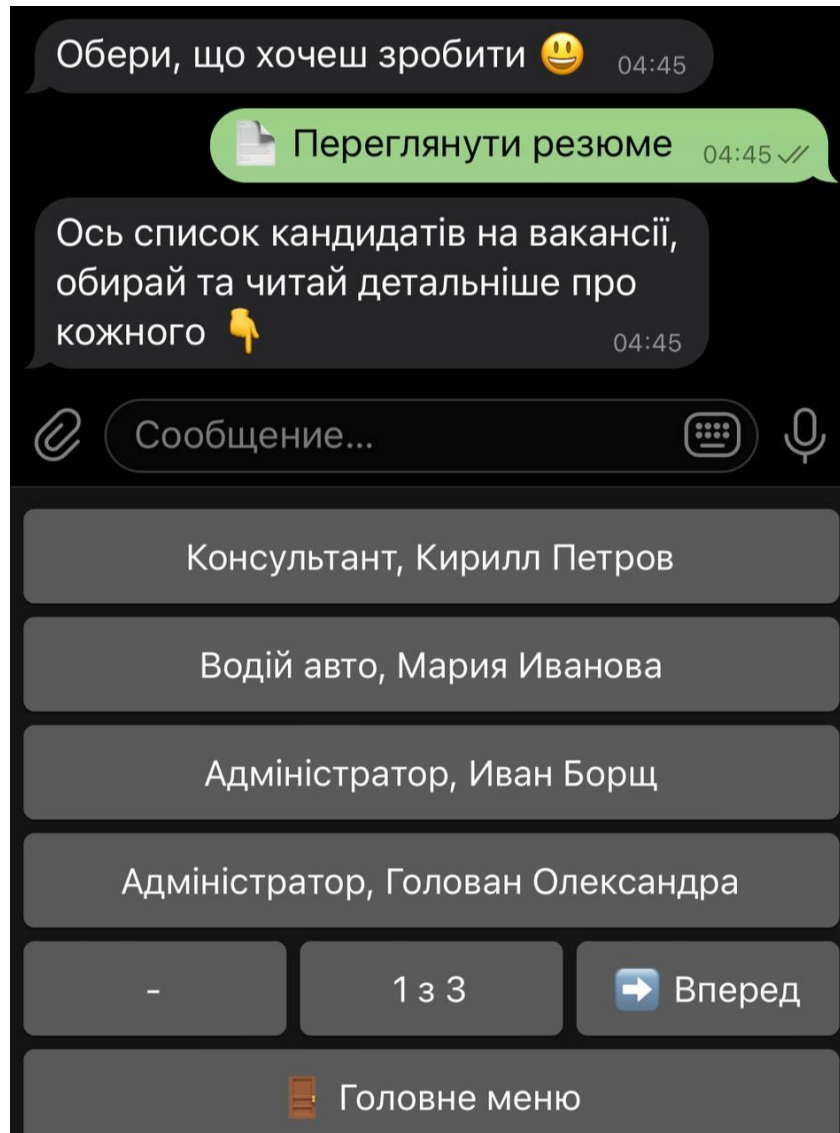 Обери, що хочеш зробити 😃 04:45
📄 Переглянути резюме 04:45
Ось список кандидатів на вакансії,
обирай та читай детальніше про
кожного 👇 04:45
Сообщение...
Консультант, Кирилл Петров
Водій авто, Мария Иванова
Адміністратор, Иван Борщ
Адміністратор, Голован Олександра
- 1 з 3 ➡️ Вперед
🚪 Головне меню